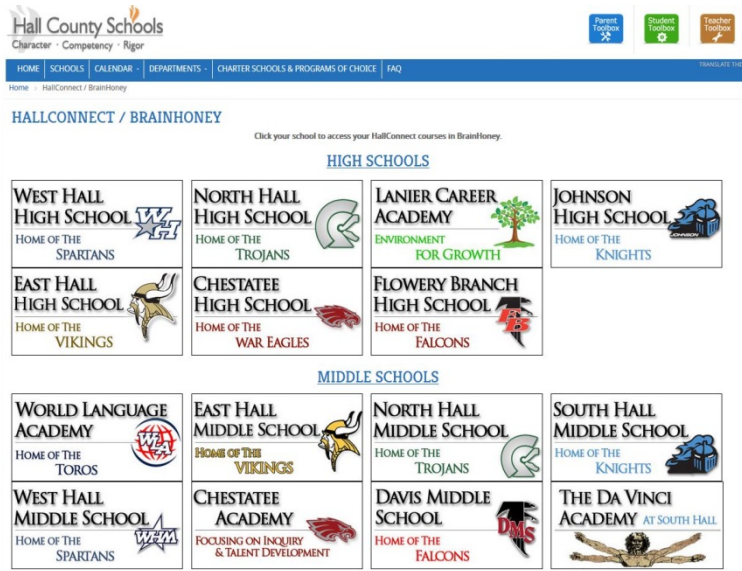 Hall County Schools
Character · Competency · Rigor
Parent Toolbox
Student Toolbox
Teacher Toolbox
HOME SCHOOLS CALENDAR DEPARTMENTS CHARTER SCHOOLS & PROGRAMS OF CHOICE FAQ
TRANSLATE THE
Home HallConnect / BrainHoney
HALLCONNECT / BRAINHONEY
Click your school to access your HallConnect courses in BrainHoney.
HIGH SCHOOLS
WEST HALL
HIGH SCHOOL
WH
HOME OF THE
SPARTANS
NORTH HALL
HIGH SCHOOL
HOME OF THE
TROJANS
LANIER CAREER
ACADEMY
ENVIRONMENT
FOR GROWTH
JOHNSON
HIGH SCHOOL
JOHNSON
HOME OF THE
KNIGHTS
EAST HALL
HIGH SCHOOL
HOME OF THE
VIKINGS
CHESTATEE
HIGH SCHOOL
HOME OF THE
WAR EAGLES
FLOWERY BRANCH
HIGH SCHOOL
FB
HOME OF THE
FALCONS
MIDDLE SCHOOLS
WORLD LANGUAGE
ACADEMY
WLA
HOME OF THE
TOROS
EAST HALL
MIDDLE SCHOOL
HOME OF THE
VIKINGS
NORTH HALL
MIDDLE SCHOOL
HOME OF THE
TROJANS
SOUTH HALL
MIDDLE SCHOOL
HOME OF THE
KNIGHTS
WEST HALL
MIDDLE SCHOOL
WHM
HOME OF THE
SPARTANS
CHESTATEE
ACADEMY
FOCUSING ON INQUIRY
& TALENT DEVELOPMENT
DAVIS MIDDLE
SCHOOL
DMS
HOME OF THE
FALCONS
THE DA VINCI
ACADEMY AT SOUTH HALL